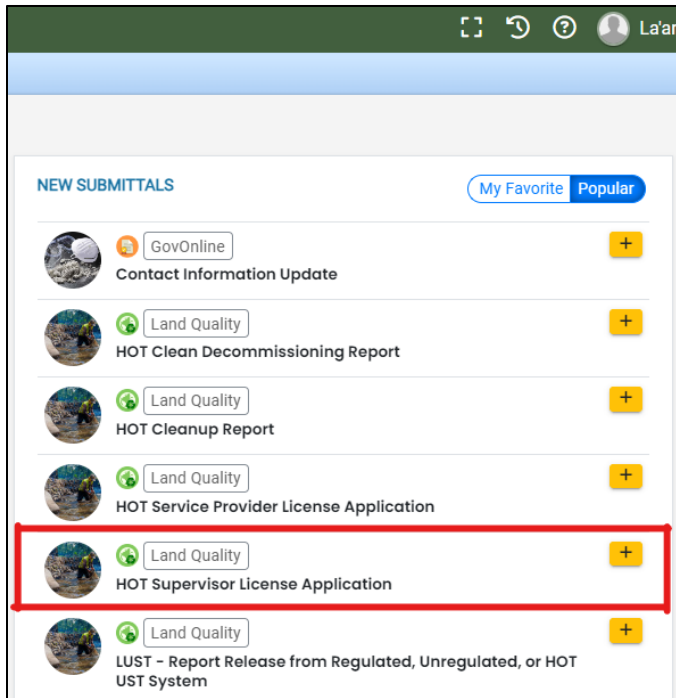 La'ar
NEW SUBMITTALS
My Favorite Popular
GovOnline
Contact Information Update
Land Quality
HOT Clean Decommissioning Report
Land Quality
HOT Cleanup Report
Land Quality
HOT Service Provider License Application
Land Quality
HOT Supervisor License Application
Land Quality
LUST - Report Release from Regulated, Unregulated, or HOT
UST System